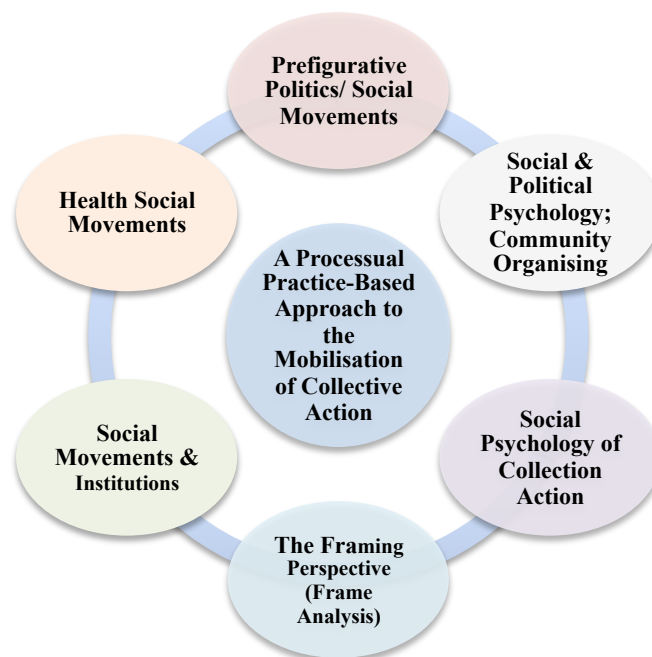 Prefigurative
Politics/ Social
Movements
Social &
Political
Psychology;
Community
Organising
Health Social
Movements
A Processual
Practice-Based
Approach to
the
Mobilisation
of Collective
Action
Social
Psychology of
Collection
Action
Social
Movements &
Institutions
The Framing
Perspective
(Frame
Analysis)